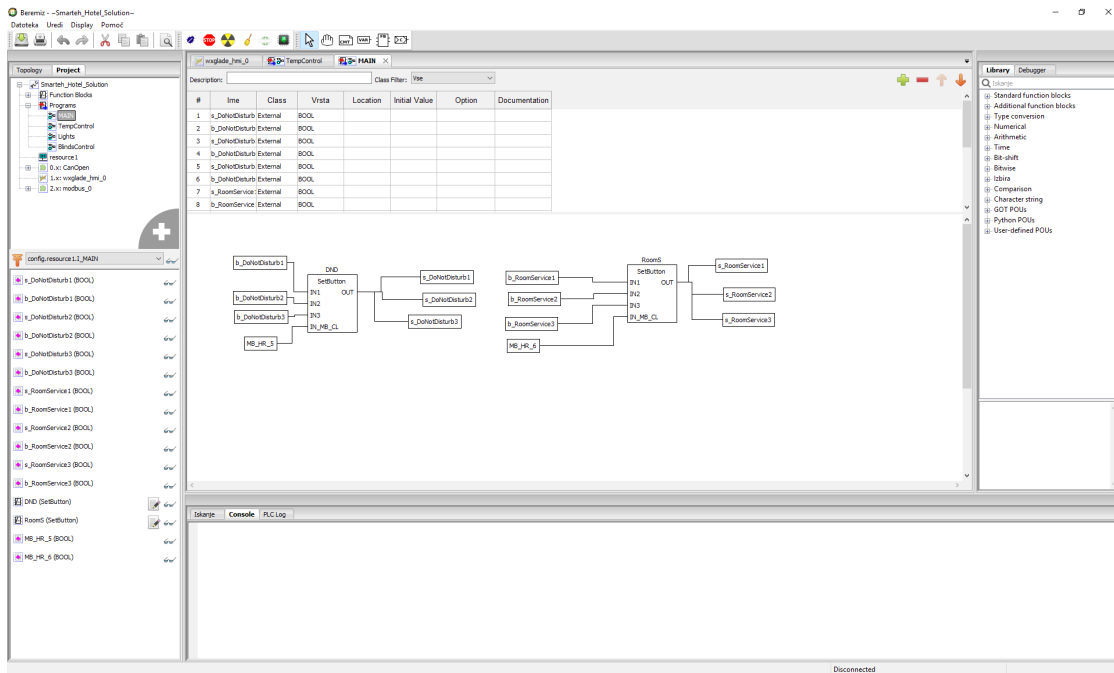 Beremiz - ~Smarteh_Hotel_Solution~
Datoteka Uredi Display Pomoč
Topology Project
Smarteh_Hotel_Solution
Function Blocks
Programs
MAIN
TempControl
Lights
BlindsControl
resource1
0.x: CanOpen
1.x: wxglade_hmi_0
2.x: modbus_0
config.resource1.I_MAIN
s_DoNotDisturb1 (BOOL)
b_DoNotDisturb1 (BOOL)
s_DoNotDisturb2 (BOOL)
b_DoNotDisturb2 (BOOL)
s_DoNotDisturb3 (BOOL)
b_DoNotDisturb3 (BOOL)
s_RoomService1 (BOOL)
b_RoomService1 (BOOL)
s_RoomService2 (BOOL)
b_RoomService2 (BOOL)
s_RoomService3 (BOOL)
b_RoomService3 (BOOL)
DND (SetButton)
RoomS (SetButton)
MB_HR_5 (BOOL)
MB_HR_6 (BOOL)
wxglade_hmi_0 TempControl MAIN
Description: Class Filter: Vse
# Ime Class Vrsta Location Initial Value Option Documentation
1 s_DoNotDisturb External BOOL
2 b_DoNotDisturb External BOOL
3 s_DoNotDisturb External BOOL
4 b_DoNotDisturb External BOOL
5 s_DoNotDisturb External BOOL
6 b_DoNotDisturb External BOOL
7 s_RoomService: External BOOL
8 b_RoomService External BOOL
DND
SetButton
b_DoNotDisturb1
b_DoNotDisturb2
b_DoNotDisturb3
MB_HR_5
IN1 OUT
IN2
IN3
IN_MB_CL
s_DoNotDisturb1
s_DoNotDisturb2
s_DoNotDisturb3
RoomS
SetButton
b_RoomService1
b_RoomService2
b_RoomService3
MB_HR_6
IN1 OUT
IN2
IN3
IN_MB_CL
s_RoomService1
s_RoomService2
s_RoomService3
Iskanje Console PLC Log
Library Debugger
Iskanje
Standard function blocks
Additional function blocks
Type conversion
Numerical
Arithmetic
Time
Bit-shift
Bitwise
Izbira
Comparison
Character string
GOT POUs
Python POUs
User-defined POUs
Disconnected